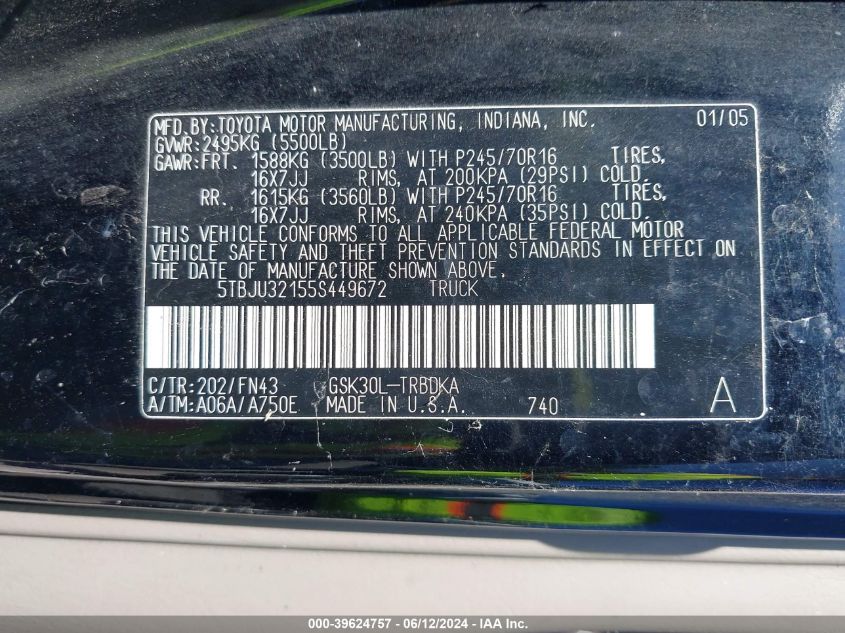 MFD.BY:TOYOTA MOTOR MANUFACTURING, INDIANA, INC. 01/05
GVWR:2495KG (5500LB)
GAWR:FRT. 1588KG (3500LB) WITH P245/70R16 TIRES,
16X7JJ RIMS, AT 200KPA (29PSI) COLD.
RR. 1615KG (3560LB) WITH P245/70R16 TIRES,
16X7JJ RIMS, AT 240KPA (35PSI) COLD.
THIS VEHICLE CONFORMS TO ALL APPLICABLE FEDERAL MOTOR
VEHICLE SAFETY AND THEFT PREVENTION STANDARDS IN EFFECT ON
THE DATE OF MANUFACTURE SHOWN ABOVE.
5TBJU32155S449672 TRUCK
C/TR:202/FN43 GSK30L-TRBDKA
A/TM:A06A/A750E MADE IN U.S.A. 740 A
000-39624757 - 06/12/2024 - IAA Inc.